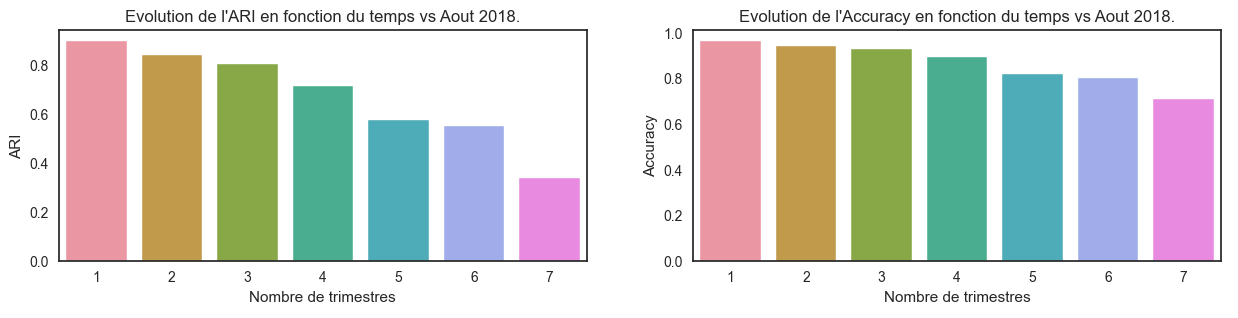 Evolution de l'ARI en fonction du temps vs Aout 2018.
0.8
0.6
0.4
0.2
0.0
ARI
1 2 3 4 5 6 7
Nombre de trimestres
Evolution de l'Accuracy en fonction du temps vs Aout 2018.
1.0
0.8
0.6
0.4
0.2
0.0
Accuracy
1 2 3 4 5 6 7
Nombre de trimestres